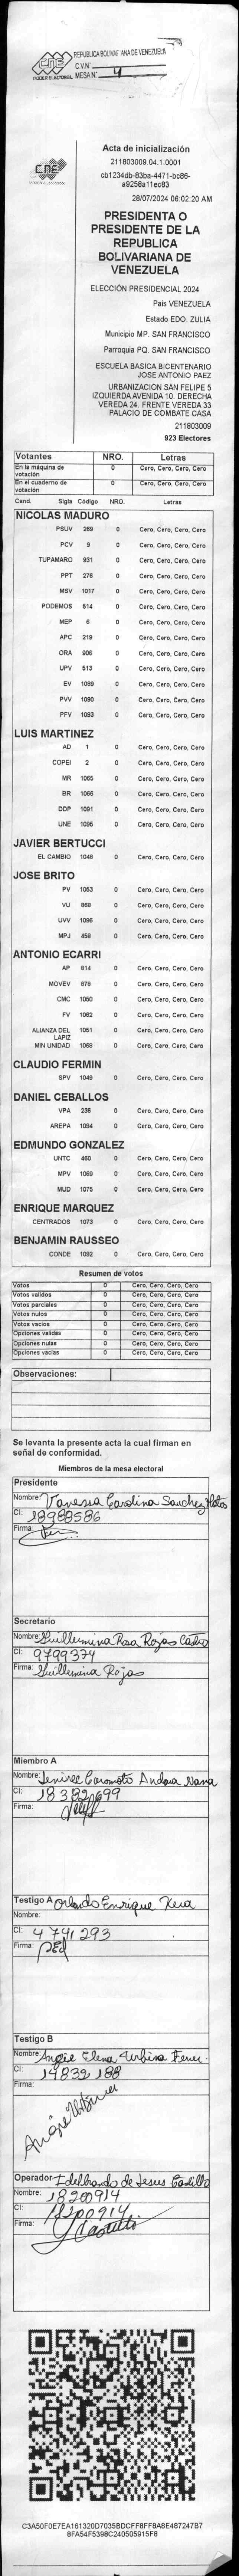 REPUBLICA BOLIVARIANA DE VENEZUELA
CNE
PODER ELECTORAL
C.V.N°
MESA N° 4
CNE
Acta de inicialización
211803009.04.1.0001
cb1234db-83ba-4471-bc86-
a9258a11ec83
28/07/2024 06:02:20 AM
PRESIDENTA O
PRESIDENTE DE LA
REPUBLICA
BOLIVARIANA DE
VENEZUELA
ELECCIÓN PRESIDENCIAL 2024
País VENEZUELA
Estado EDO. ZULIA
Municipio MP. SAN FRANCISCO
Parroquia PQ. SAN FRANCISCO
ESCUELA BASICA BICENTENARIO
JOSE ANTONIO PAEZ
URBANIZACION SAN FELIPE 5
IZQUIERDA AVENIDA 10. DERECHA
VEREDA 24. FRENTE VEREDA 33
PALACIO DE COMBATE CASA
211803009
923 Electores
Votantes NRO. Letras
En la máquina de votación 0 Cero, Cero, Cero, Cero
En el cuaderno de votación 0 Cero, Cero, Cero, Cero
Cand. Sigla Código NRO. Letras
NICOLAS MADURO
PSUV 269 0 Cero, Cero, Cero, Cero
PCV 9 0 Cero, Cero, Cero, Cero
TUPAMARO 931 0 Cero, Cero, Cero, Cero
PPT 276 0 Cero, Cero, Cero, Cero
MSV 1017 0 Cero, Cero, Cero, Cero
PODEMOS 514 0 Cero, Cero, Cero, Cero
MEP 6 0 Cero, Cero, Cero, Cero
APC 219 0 Cero, Cero, Cero, Cero
ORA 906 0 Cero, Cero, Cero, Cero
UPV 513 0 Cero, Cero, Cero, Cero
EV 1089 0 Cero, Cero, Cero, Cero
PVV 1090 0 Cero, Cero, Cero, Cero
PFV 1093 0 Cero, Cero, Cero, Cero
LUIS MARTINEZ
AD 1 0 Cero, Cero, Cero, Cero
COPEI 2 0 Cero, Cero, Cero, Cero
MR 1065 0 Cero, Cero, Cero, Cero
BR 1066 0 Cero, Cero, Cero, Cero
DDP 1091 0 Cero, Cero, Cero, Cero
UNE 1095 0 Cero, Cero, Cero, Cero
JAVIER BERTUCCI
EL CAMBIO 1048 0 Cero, Cero, Cero, Cero
JOSE BRITO
PV 1053 0 Cero, Cero, Cero, Cero
VU 868 0 Cero, Cero, Cero, Cero
UVV 1096 0 Cero, Cero, Cero, Cero
MPJ 458 0 Cero, Cero, Cero, Cero
ANTONIO ECARRI
AP 814 0 Cero, Cero, Cero, Cero
MOVEV 878 0 Cero, Cero, Cero, Cero
CMC 1050 0 Cero, Cero, Cero, Cero
FV 1062 0 Cero, Cero, Cero, Cero
ALIANZA DEL LAPIZ 1051 0 Cero, Cero, Cero, Cero
MIN UNIDAD 1068 0 Cero, Cero, Cero, Cero
CLAUDIO FERMIN
SPV 1049 0 Cero, Cero, Cero, Cero
DANIEL CEBALLOS
VPA 236 0 Cero, Cero, Cero, Cero
AREPA 1094 0 Cero, Cero, Cero, Cero
EDMUNDO GONZALEZ
UNTC 460 0 Cero, Cero, Cero, Cero
MPV 1069 0 Cero, Cero, Cero, Cero
MUD 1075 0 Cero, Cero, Cero, Cero
ENRIQUE MARQUEZ
CENTRADOS 1073 0 Cero, Cero, Cero, Cero
BENJAMIN RAUSSEO
CONDE 1092 0 Cero, Cero, Cero, Cero
Resumen de votos
Votos 0 Cero, Cero, Cero, Cero
Votos validos 0 Cero, Cero, Cero, Cero
Votos parciales 0 Cero, Cero, Cero, Cero
Votos nulos 0 Cero, Cero, Cero, Cero
Votos vacios 0 Cero, Cero, Cero, Cero
Opciones validas 0 Cero, Cero, Cero, Cero
Opciones nulas 0 Cero, Cero, Cero, Cero
Opciones vacias 0 Cero, Cero, Cero, Cero
Observaciones:
Se levanta la presente acta la cual firman en
señal de conformidad.
Miembros de la mesa electoral
Presidente
Nombre: Vanessa Carolina Sanchez
CI: 18988586
Firma:
Secretario
Nombre: Guillermina Rosa Rojas Castro
CI: 9799374
Firma: Guillermina Rojas
Miembro A
Nombre: Coromoto
CI: 18382699
Firma:
Testigo A Orlando Enrique
Nombre:
CI: 4741293
Firma:
Testigo B
Nombre: Angie Elena Urbina
CI: 14832188
Firma: Angie Urbina
Operador Idelbrando de Jesus Castillo
Nombre: 18200914
CI: 18200914
Firma: Castillo
C3A50F0E7EA161320D7035BDCFF8FF8A8E487247B7
8FA54F5398C240505915F8